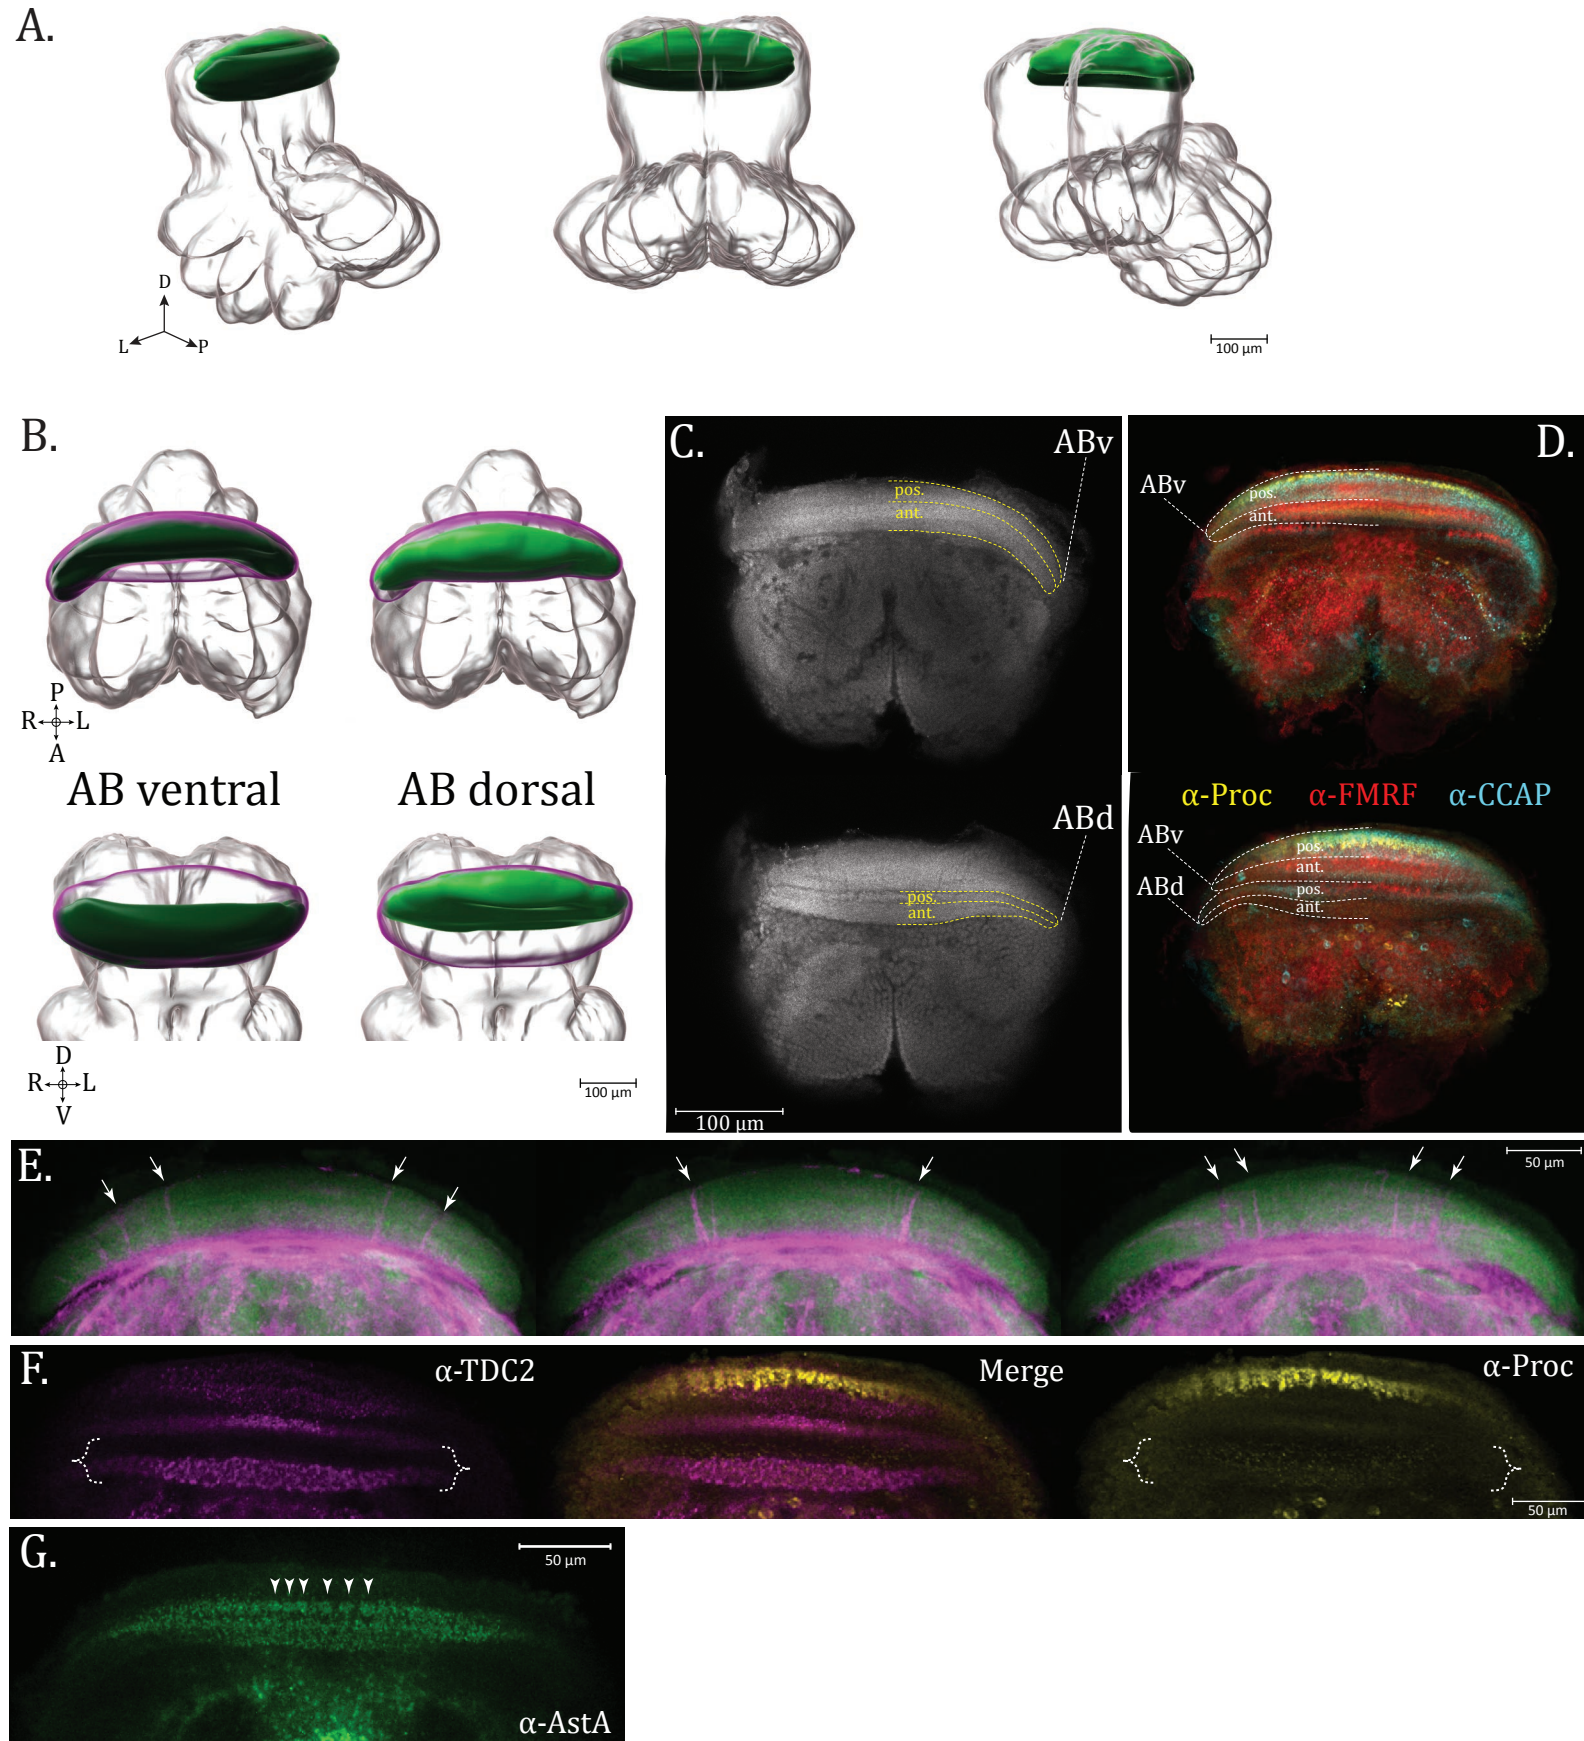 A.
D
L
P
100 µm
B.
P
R
L
A
AB ventral
AB dorsal
D
R
L
V
100 µm
C.
ABv
pos.
ant.
ABd
pos.
ant.
100 µm
D.
ABv
pos.
ant.
α-Proc α-FMRF α-CCAP
ABv
pos.
ant.
ABd
pos.
ant.
E.
50 µm
F.
α-TDC2
Merge
α-Proc
50 µm
G.
50 µm
α-AstA